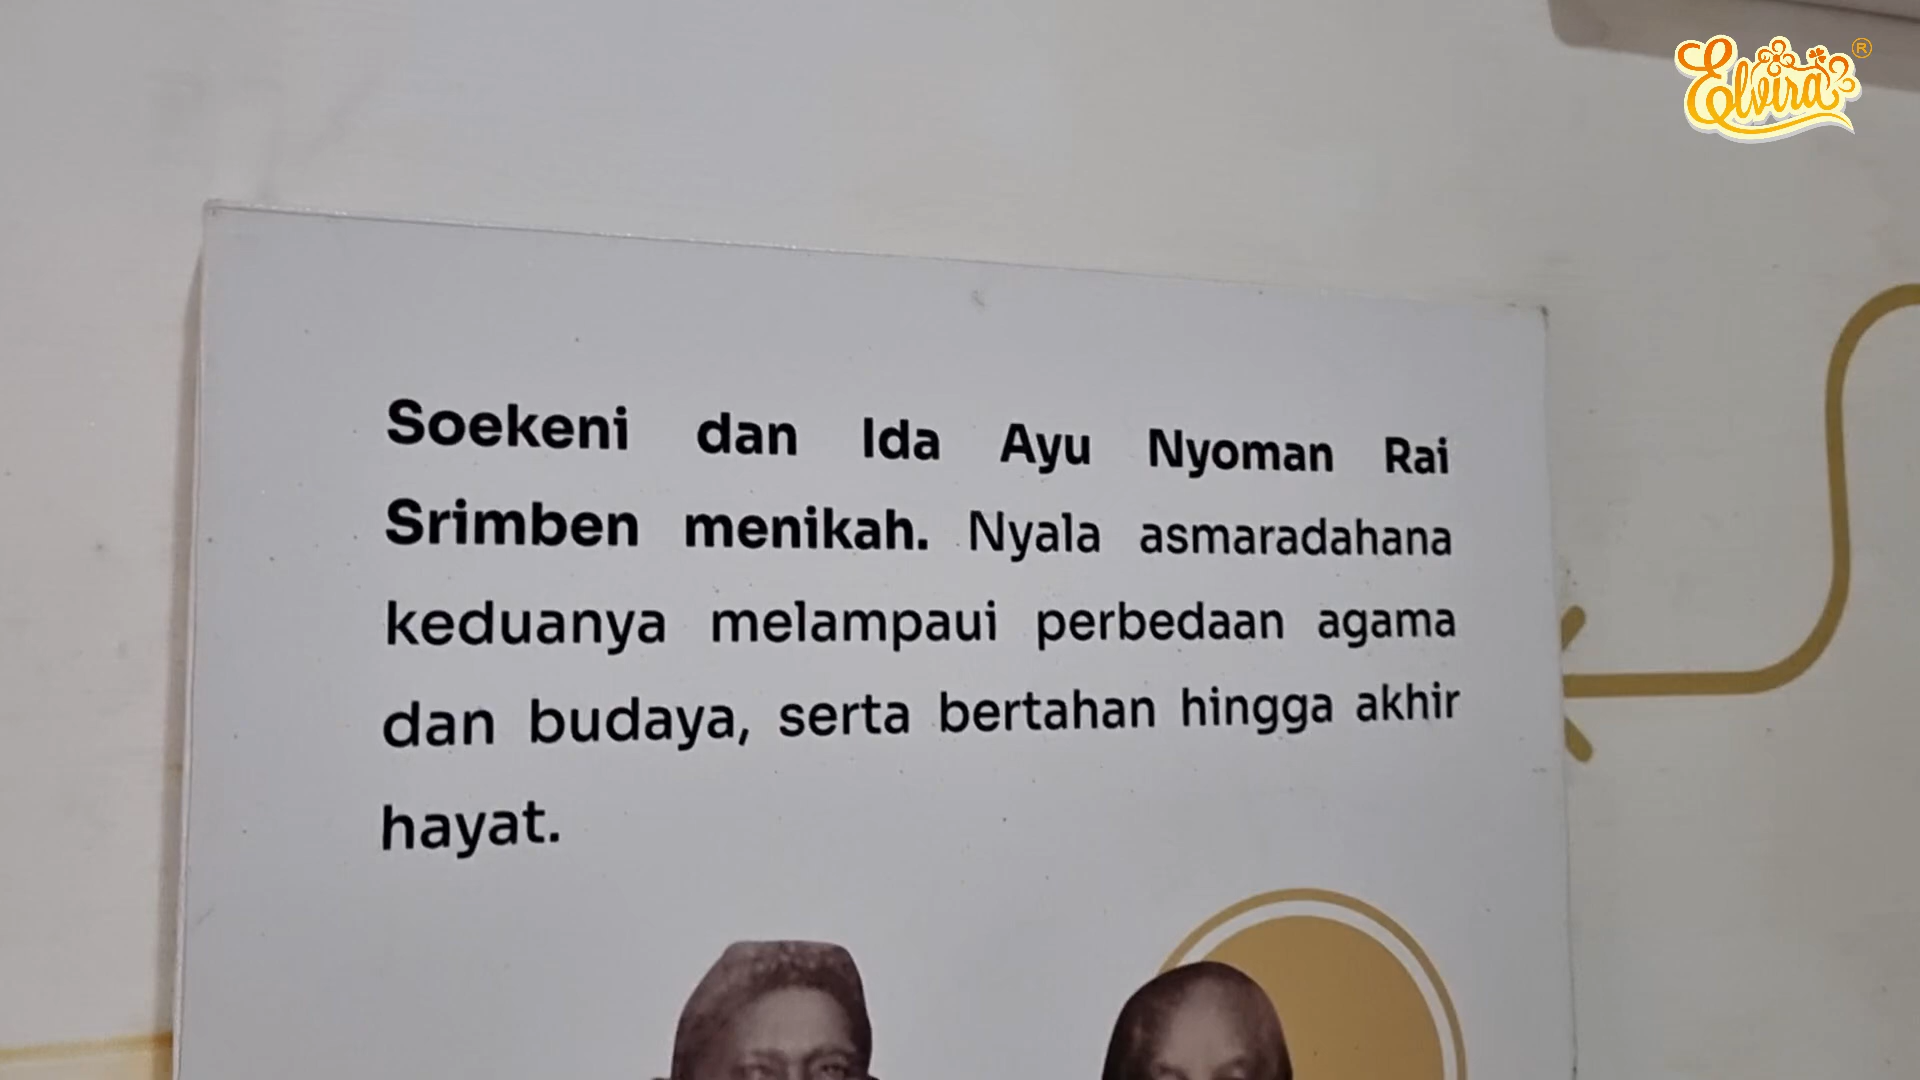 Elvira ®
Soekeni dan Ida Ayu Nyoman Rai
Srimben menikah. Nyala asmaradahana
keduanya melampaui perbedaan agama
dan budaya, serta bertahan hingga akhir
hayat.